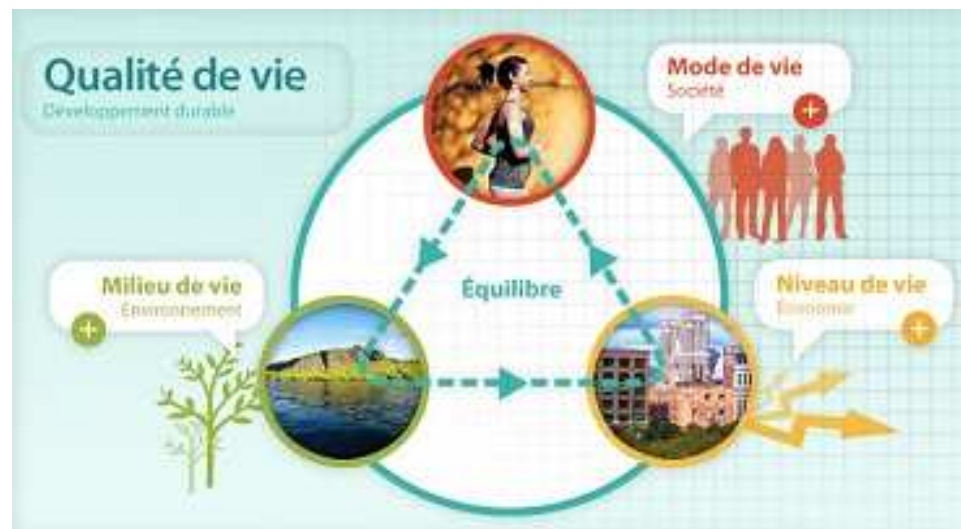 Qualité de vie
Développement durable
Mode de vie
Société
Équilibre
Milieu de vie
Environnement
Niveau de vie
Économie